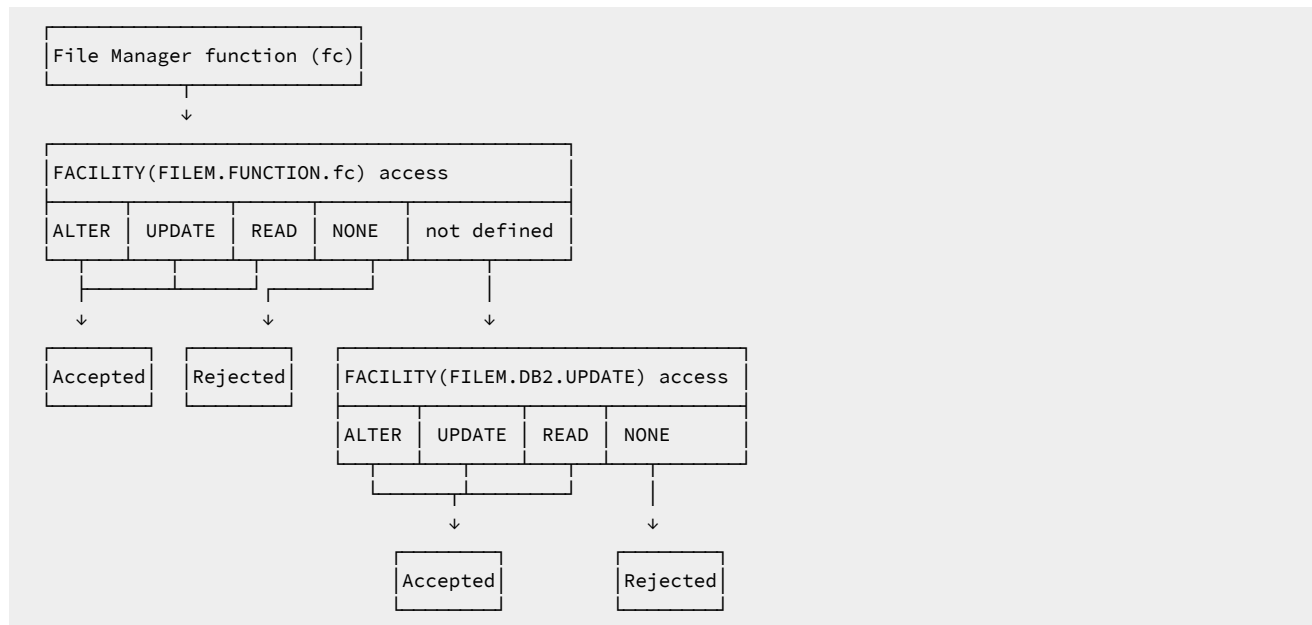 File Manager function (fc)
FACILITY(FILEM.FUNCTION.fc) access
ALTER UPDATE READ NONE not defined
Accepted Rejected FACILITY(FILEM.DB2.UPDATE) access
ALTER UPDATE READ NONE
Accepted Rejected